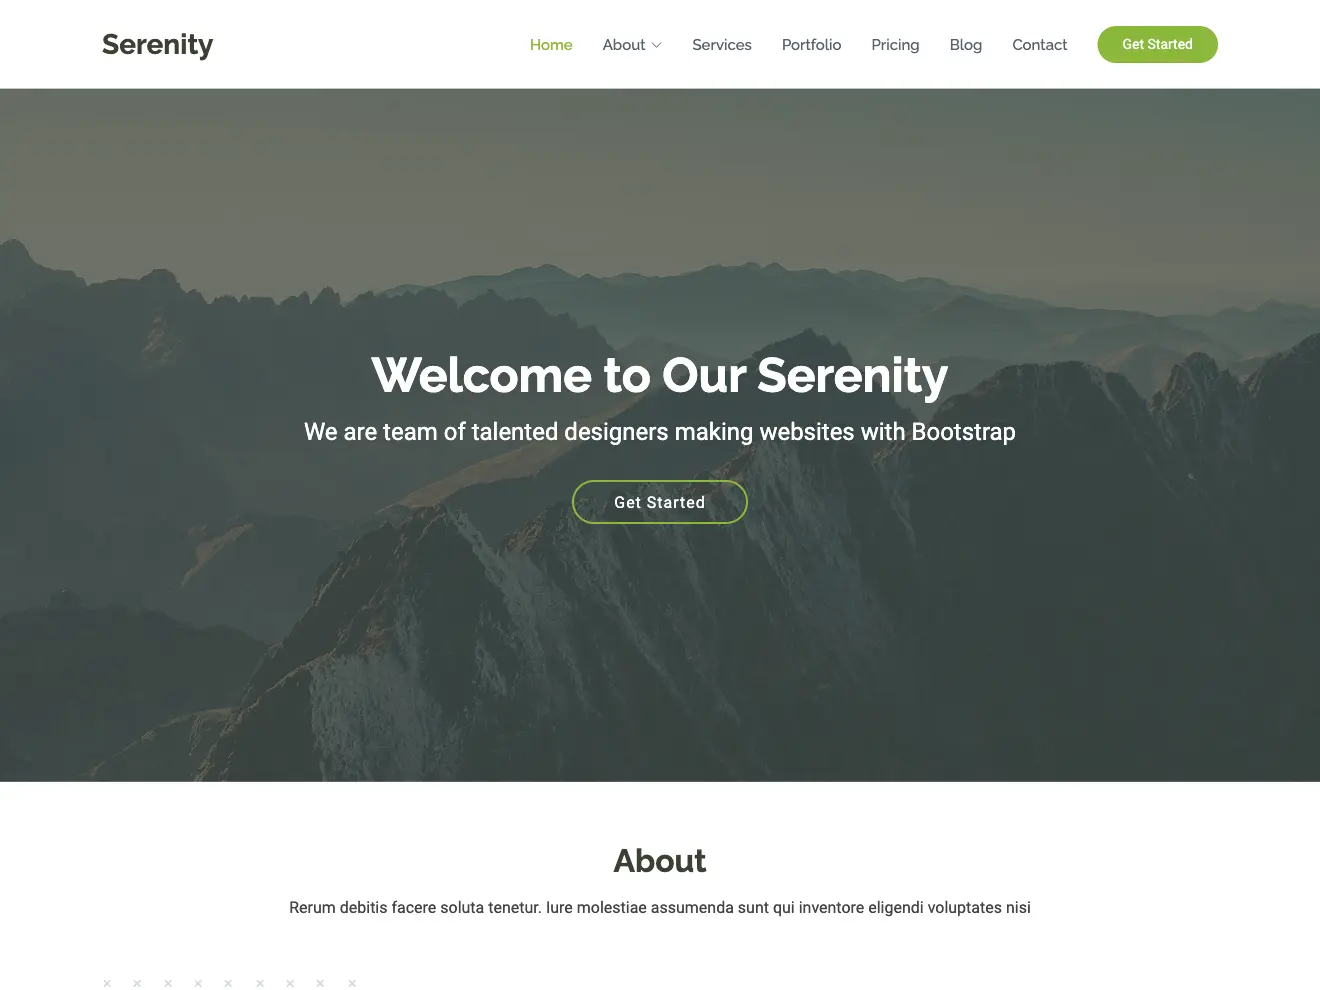 Serenity
Home About Services Portfolio Pricing Blog Contact Get Started
Welcome to Our Serenity
We are team of talented designers making websites with Bootstrap
Get Started
About
Rerum debitis facere soluta tenetur. Iure molestiae assumenda sunt qui inventore eligendi voluptates nisi